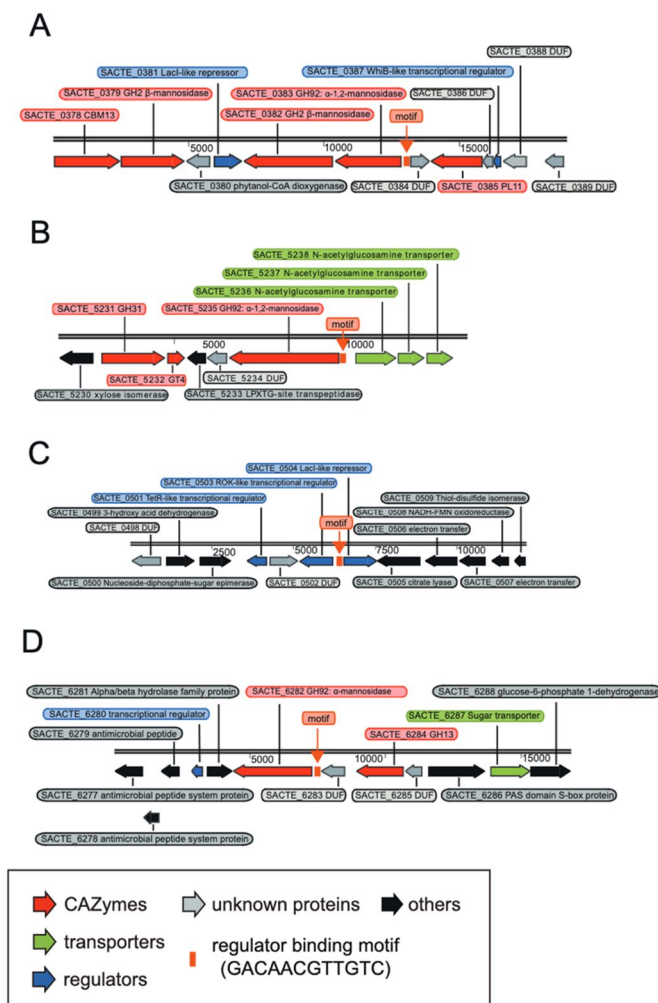 A
SACTE_0388 DUF
SACTE_0381 LacI-like repressor
SACTE_0387 WhiB-like transcriptional regulator
SACTE_0379 GH2 β-mannosidase
SACTE_0383 GH92: α-1,2-mannosidase
SACTE_0386 DUF
SACTE_0378 CBM13
SACTE_0382 GH2 β-mannosidase
motif
5000
10000
15000
SACTE_0380 phytanol-CoA dioxygenase
SACTE_0384 DUF
SACTE_0385 PL11
SACTE_0389 DUF
B
SACTE_5238 N-acetylglucosamine transporter
SACTE_5237 N-acetylglucosamine transporter
SACTE_5236 N-acetylglucosamine transporter
SACTE_5231 GH31
SACTE_5235 GH92: α-1,2-mannosidase
motif
5000
10000
SACTE_5232 GT4
SACTE_5234 DUF
SACTE_5230 xylose isomerase
SACTE_5233 LPXTG-site transpeptidase
C
SACTE_0504 LacI-like repressor
SACTE_0503 ROK-like transcriptional regulator
SACTE_0509 Thiol-disulfide isomerase
SACTE_0501 TetR-like transcriptional regulator
SACTE_0499 3-hydroxy acid dehydrogenase
SACTE_0508 NADH-FMN oxidoreductase
SACTE_0498 DUF
motif
SACTE_0506 electron transfer
2500
5000
7500
10000
SACTE_0500 Nucleoside-diphosphate-sugar epimerase
SACTE_0502 DUF
SACTE_0505 citrate lyase
SACTE_0507 electron transfer
D
SACTE_6281 Alpha/beta hydrolase family protein
SACTE_6282 GH92: α-mannosidase
SACTE_6288 glucose-6-phosphate 1-dehydrogenase
SACTE_6280 transcriptional regulator
motif
SACTE_6287 Sugar transporter
SACTE_6279 antimicrobial peptide
SACTE_6284 GH13
5000
10000
15000
SACTE_6277 antimicrobial peptide system protein
SACTE_6283 DUF
SACTE_6285 DUF
SACTE_6286 PAS domain S-box protein
SACTE_6278 antimicrobial peptide system protein
CAZymes
unknown proteins
others
transporters
regulator binding motif
(GACAACGTTGTC)
regulators